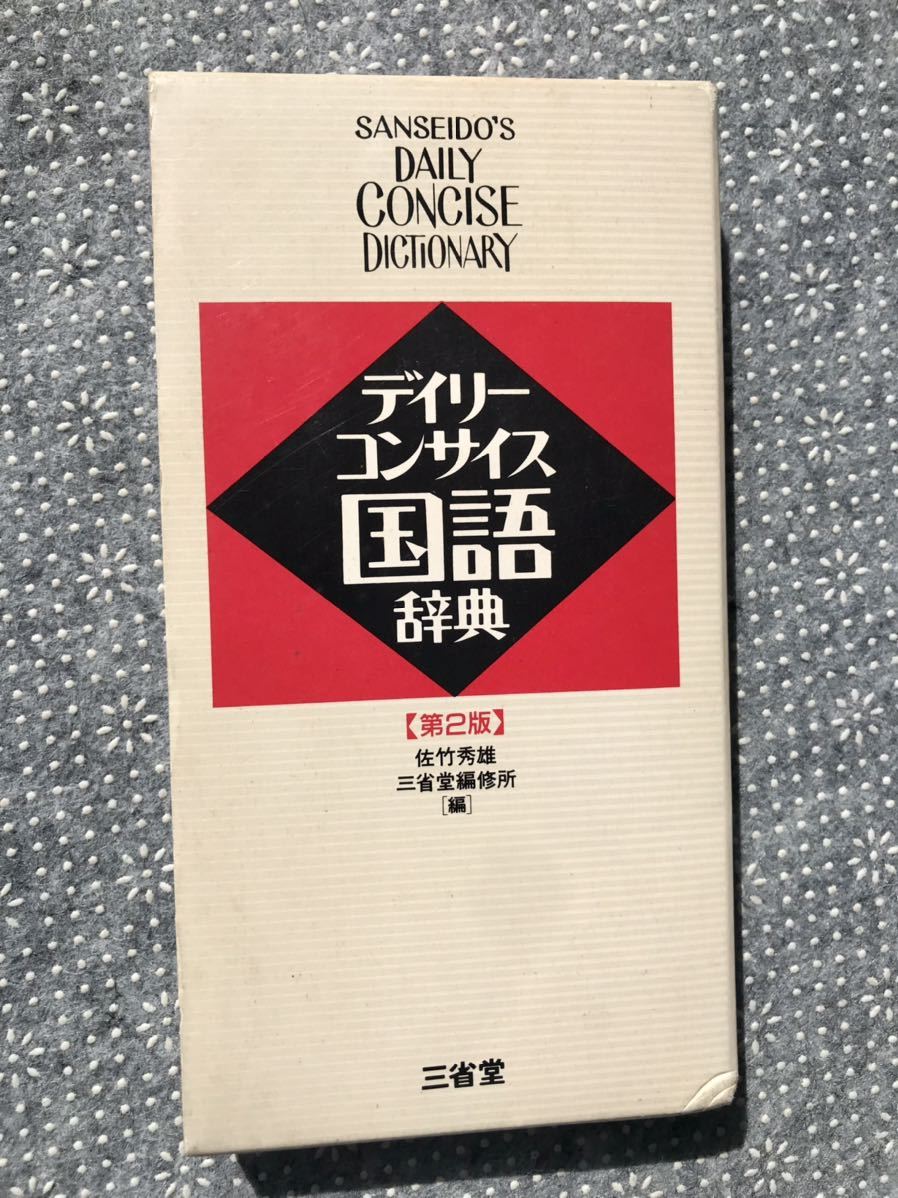 SANSEIDO'S
DAILY
CONCISE
DICTIONARY
デイリー
コンサイス
国語
辞典
【第2版】
佐竹秀雄
三省堂編修所
[編]
三省堂